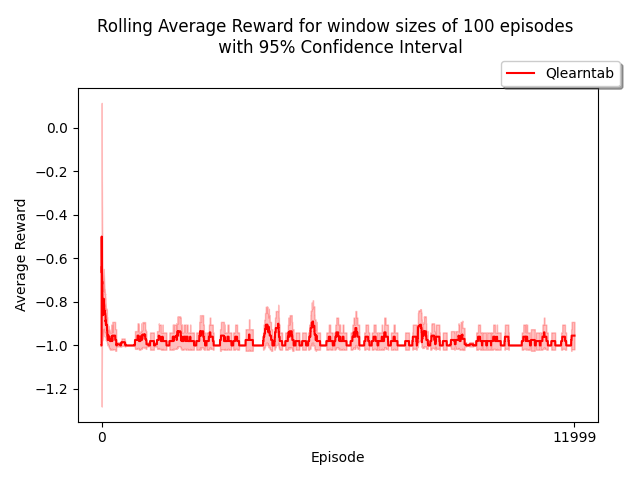 Rolling Average Reward for window sizes of 100 episodes
with 95% Confidence Interval
Qlearntab
0.0
−0.2
−0.4
−0.6
−0.8
−1.0
−1.2
Average Reward
0
11999
Episode